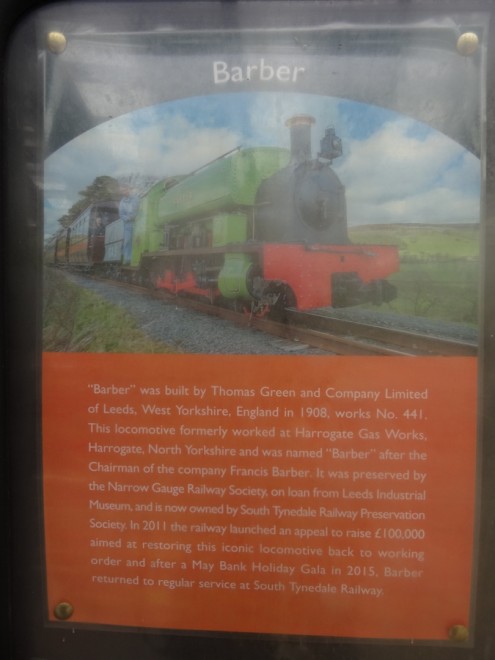 Barber
"Barber" was built by Thomas Green and Company Limited
of Leeds, West Yorkshire, England in 1908, works No. 441.
This locomotive formerly worked at Harrogate Gas Works,
Harrogate, North Yorkshire and was named "Barber" after the
Chairman of the company Francis Barber. It was preserved by
the Narrow Gauge Railway Society, on loan from Leeds Industrial
Museum, and is now owned by South Tynedale Railway Preservation
Society. In 2011 the railway launched an appeal to raise £100,000
aimed at restoring this iconic locomotive back to working
order and after a May Bank Holiday Gala in 2015, Barber
returned to regular service at South Tynedale Railway.